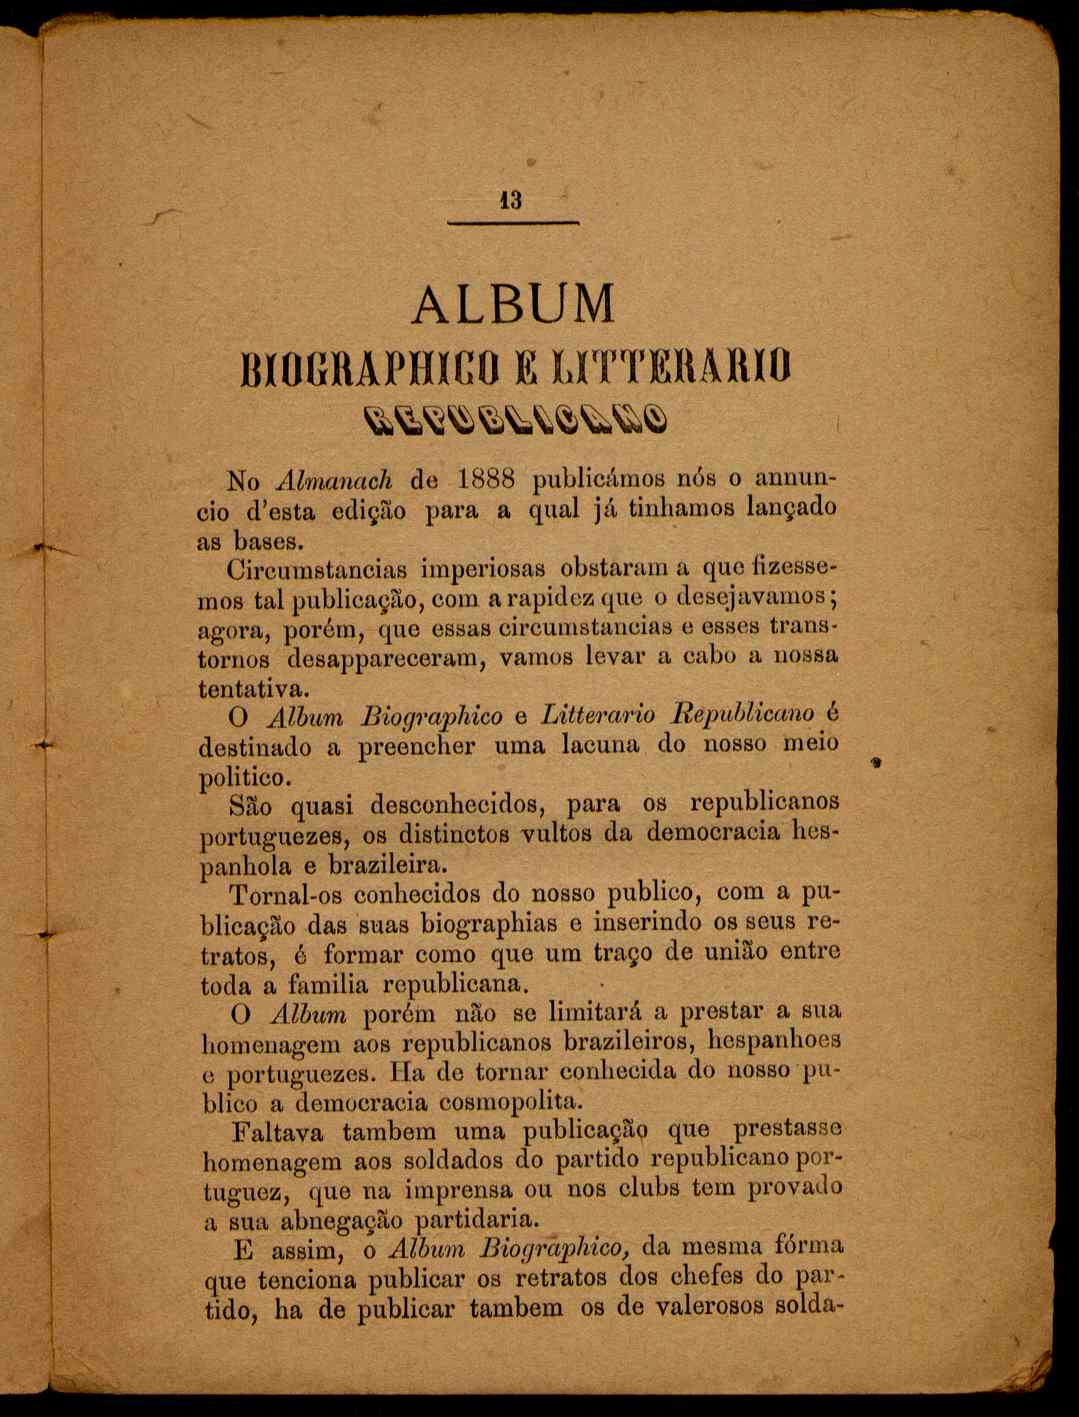 13
ALBUM
BIOGRAPHICO E LITTERARIO
REPUBLICANO
No Almanach de 1888 publicámos nós o annun-
cio d'esta edição para a qual já tinhamos lançado
as bases.
Circumstancias imperiosas obstaram a que fizesse-
mos tal publicação, com a rapidez que o desejavamos;
agora, porém, que essas circumstancias e esses trans-
tornos desappareceram, vamos levar a cabo a nossa
tentativa.
O Album Biographico e Litterario Republicano é
destinado a preencher uma lacuna do nosso meio
politico.
São quasi desconhecidos, para os republicanos
portuguezes, os distinctos vultos da democracia hes-
panhola e brazileira.
Tornal-os conhecidos do nosso publico, com a pu-
blicação das suas biographias e inserindo os seus re-
tratos, é formar como que um traço de união entre
toda a familia republicana.
O Album porém não se limitará a prestar a sua
homenagem aos republicanos brazileiros, hespanhoes
e portuguezes. Ha de tornar conhecida do nosso pu-
blico a democracia cosmopolita.
Faltava tambem uma publicação que prestasse
homenagem aos soldados do partido republicano por-
tuguez, que na imprensa ou nos clubs tem provado
a sua abnegação partidaria.
E assim, o Album Biographico, da mesma fórma
que tenciona publicar os retratos dos chefes do par-
tido, ha de publicar tambem os de valerosos solda-